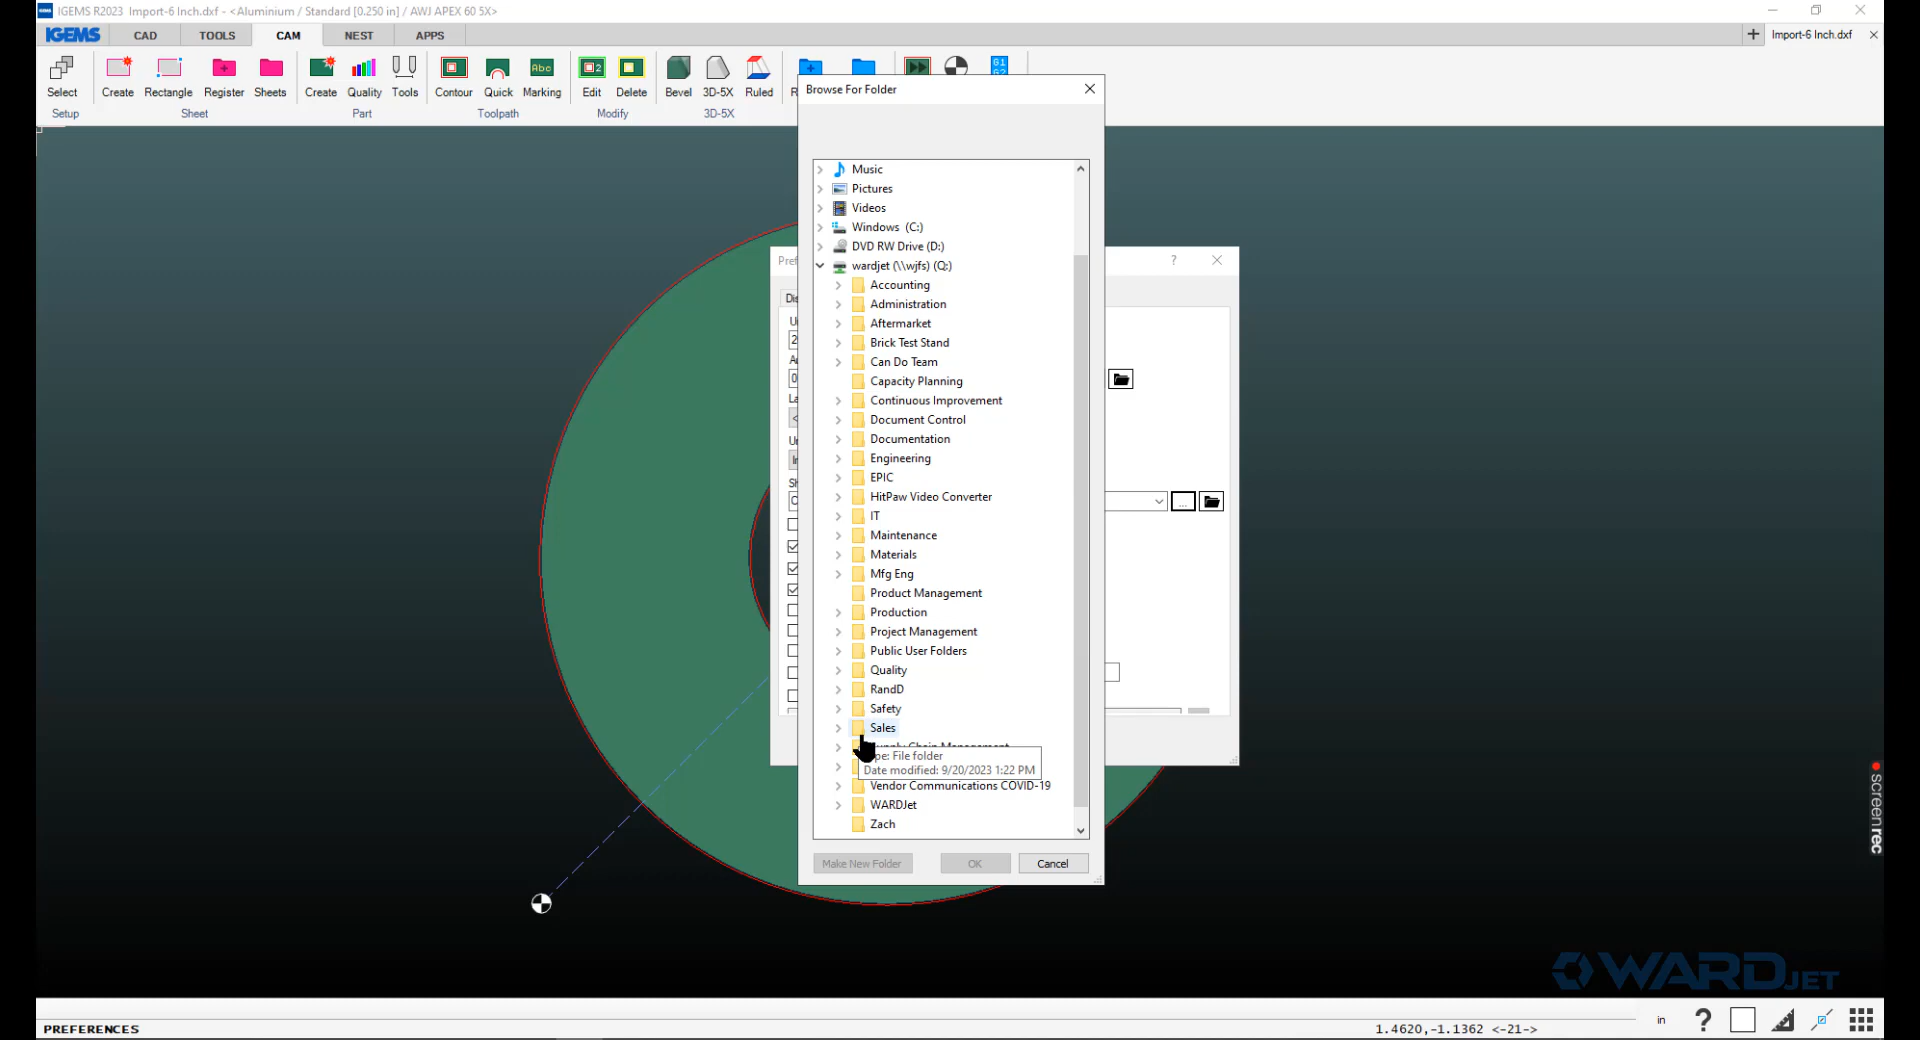 IGEMS R2023  Import-6 Inch.dxf - <Aluminium / Standard [0.250 in] / AWJ APEX 60 5X>
IGEMS CAD TOOLS CAM NEST APPS
Import-6 Inch.dxf
Select Create Rectangle Register Sheets Create Quality Tools Contour Quick Marking Edit Delete Bevel 3D-5X Ruled
Setup Sheet Part Toolpath Modify 3D-5X
Abc
G1
G2
Browse For Folder
Music
Pictures
Videos
Windows (C:)
DVD RW Drive (D:)
wardjet (\\wjfs) (Q:)
Accounting
Administration
Aftermarket
Brick Test Stand
Can Do Team
Capacity Planning
Continuous Improvement
Document Control
Documentation
Engineering
EPIC
HitPaw Video Converter
IT
Maintenance
Materials
Mfg Eng
Product Management
Production
Project Management
Public User Folders
Quality
RandD
Safety
Sales
Supply Chain Management
File folder
Date modified: 9/20/2023 1:22 PM
Vendor Communications COVID-19
WARDJet
Zach
Make New Folder OK Cancel
screenrec
WARDJET
in
PREFERENCES
1.4620,-1.1362 <-21->